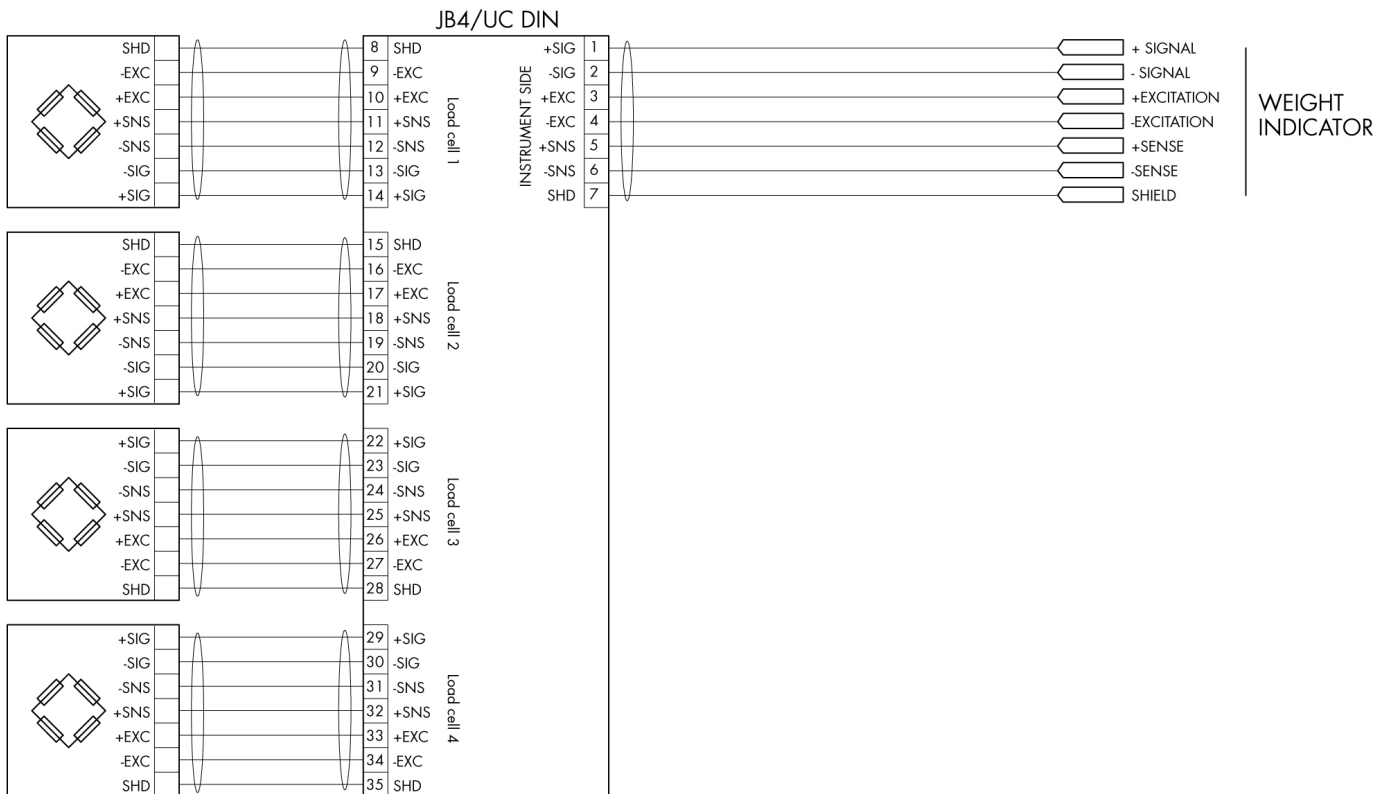 JB4/UC DIN
SHD 8 SHD +SIG 1 + SIGNAL
-EXC 9 -EXC -SIG 2 - SIGNAL
+EXC 10 +EXC +EXC 3 +EXCITATION
+SNS 11 +SNS -EXC 4 -EXCITATION
-SNS 12 -SNS +SNS 5 +SENSE
-SIG 13 -SIG -SNS 6 -SENSE
+SIG 14 +SIG SHD 7 SHIELD
Load cell 1
INSTRUMENT SIDE
WEIGHT
INDICATOR
SHD 15 SHD
-EXC 16 -EXC
+EXC 17 +EXC
+SNS 18 +SNS
-SNS 19 -SNS
-SIG 20 -SIG
+SIG 21 +SIG
Load cell 2
+SIG 22 +SIG
-SIG 23 -SIG
-SNS 24 -SNS
+SNS 25 +SNS
+EXC 26 +EXC
-EXC 27 -EXC
SHD 28 SHD
Load cell 3
+SIG 29 +SIG
-SIG 30 -SIG
-SNS 31 -SNS
+SNS 32 +SNS
+EXC 33 +EXC
-EXC 34 -EXC
SHD 35 SHD
Load cell 4